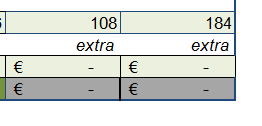 108 184
extra extra
€ - € -
€ - € -